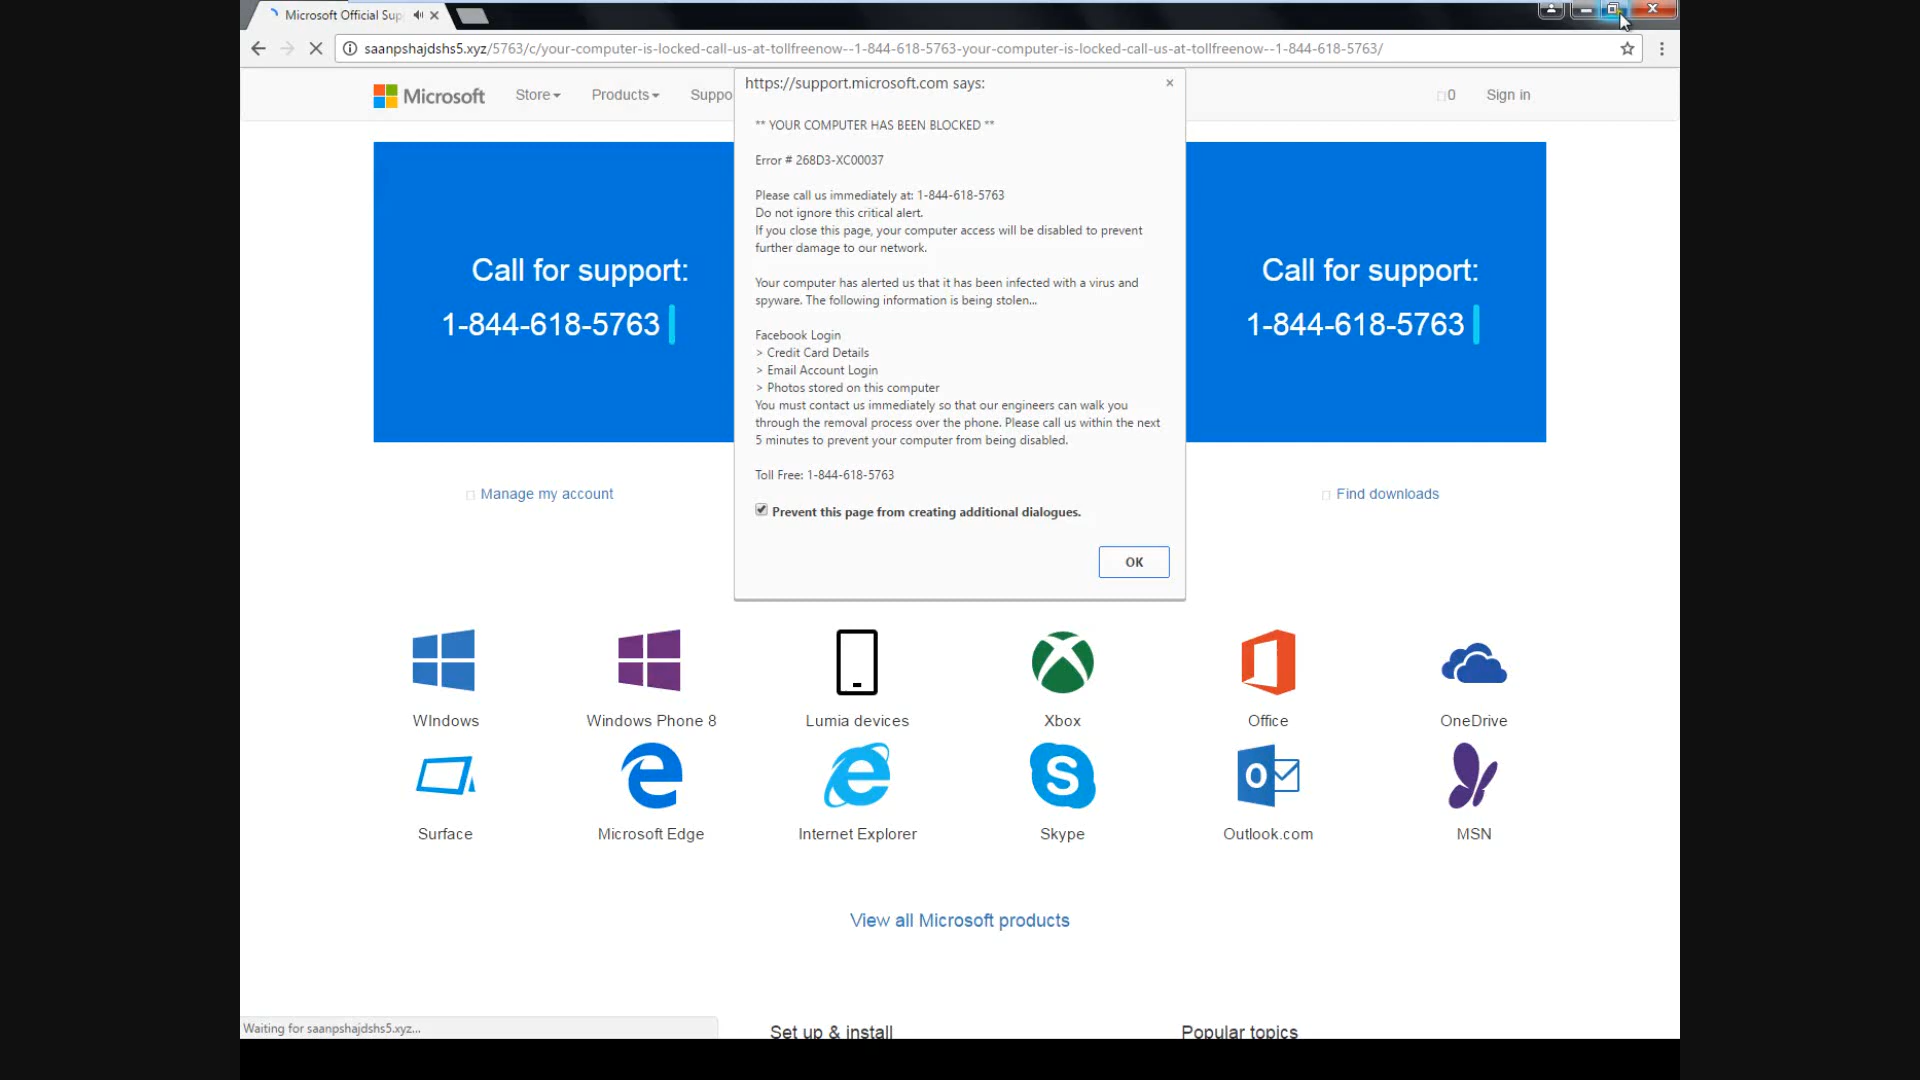 Microsoft Official Sup
saanpshajdshs5.xyz/5763/c/your-computer-is-locked-call-us-at-tollfreenow--1-844-618-5763-your-computer-is-locked-call-us-at-tollfreenow--1-844-618-5763/
Microsoft Store Products Suppo 0 Sign in
https://support.microsoft.com says:
** YOUR COMPUTER HAS BEEN BLOCKED **
Error # 268D3-XC00037
Please call us immediately at: 1-844-618-5763
Do not ignore this critical alert.
If you close this page, your computer access will be disabled to prevent
further damage to our network.
Your computer has alerted us that it has been infected with a virus and
spyware. The following information is being stolen...
Facebook Login
> Credit Card Details
> Email Account Login
> Photos stored on this computer
You must contact us immediately so that our engineers can walk you
through the removal process over the phone. Please call us within the next
5 minutes to prevent your computer from being disabled.
Toll Free: 1-844-618-5763
Prevent this page from creating additional dialogues.
OK
Call for support:
1-844-618-5763
Call for support:
1-844-618-5763
Manage my account
Find downloads
WIndows
Windows Phone 8
Lumia devices
Xbox
Office
OneDrive
Surface
Microsoft Edge
Internet Explorer
Skype
Outlook.com
MSN
View all Microsoft products
Waiting for saanpshajdshs5.xyz...
Set up & install
Popular topics